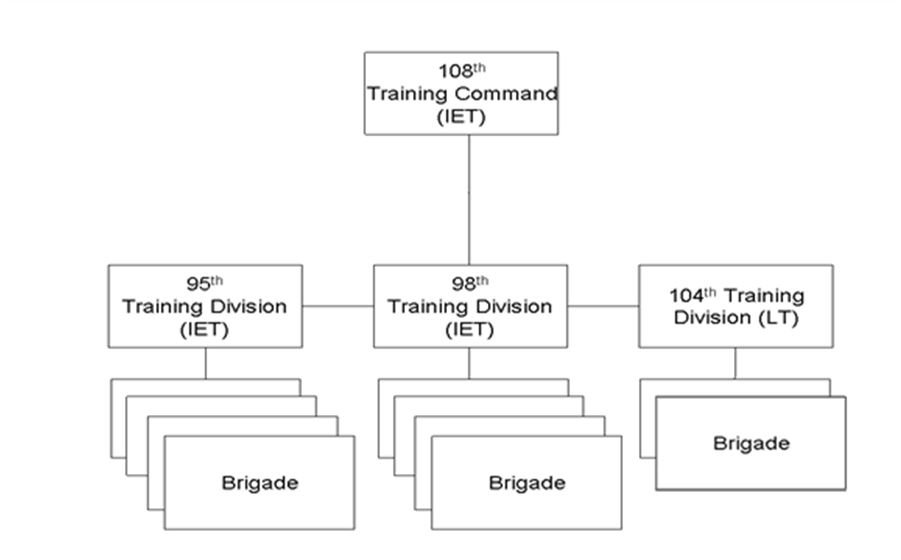 108th
Training Command
(IET)
95th
Training Division
(IET)
98th
Training Division
(IET)
104th Training
Division (LT)
Brigade
Brigade
Brigade